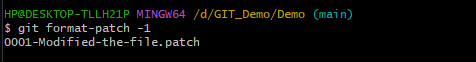 HP@DESKTOP-TLLH21P MINGW64 /d/GIT_Demo/Demo (main)
$ git format-patch -1
0001-Modified-the-file.patch